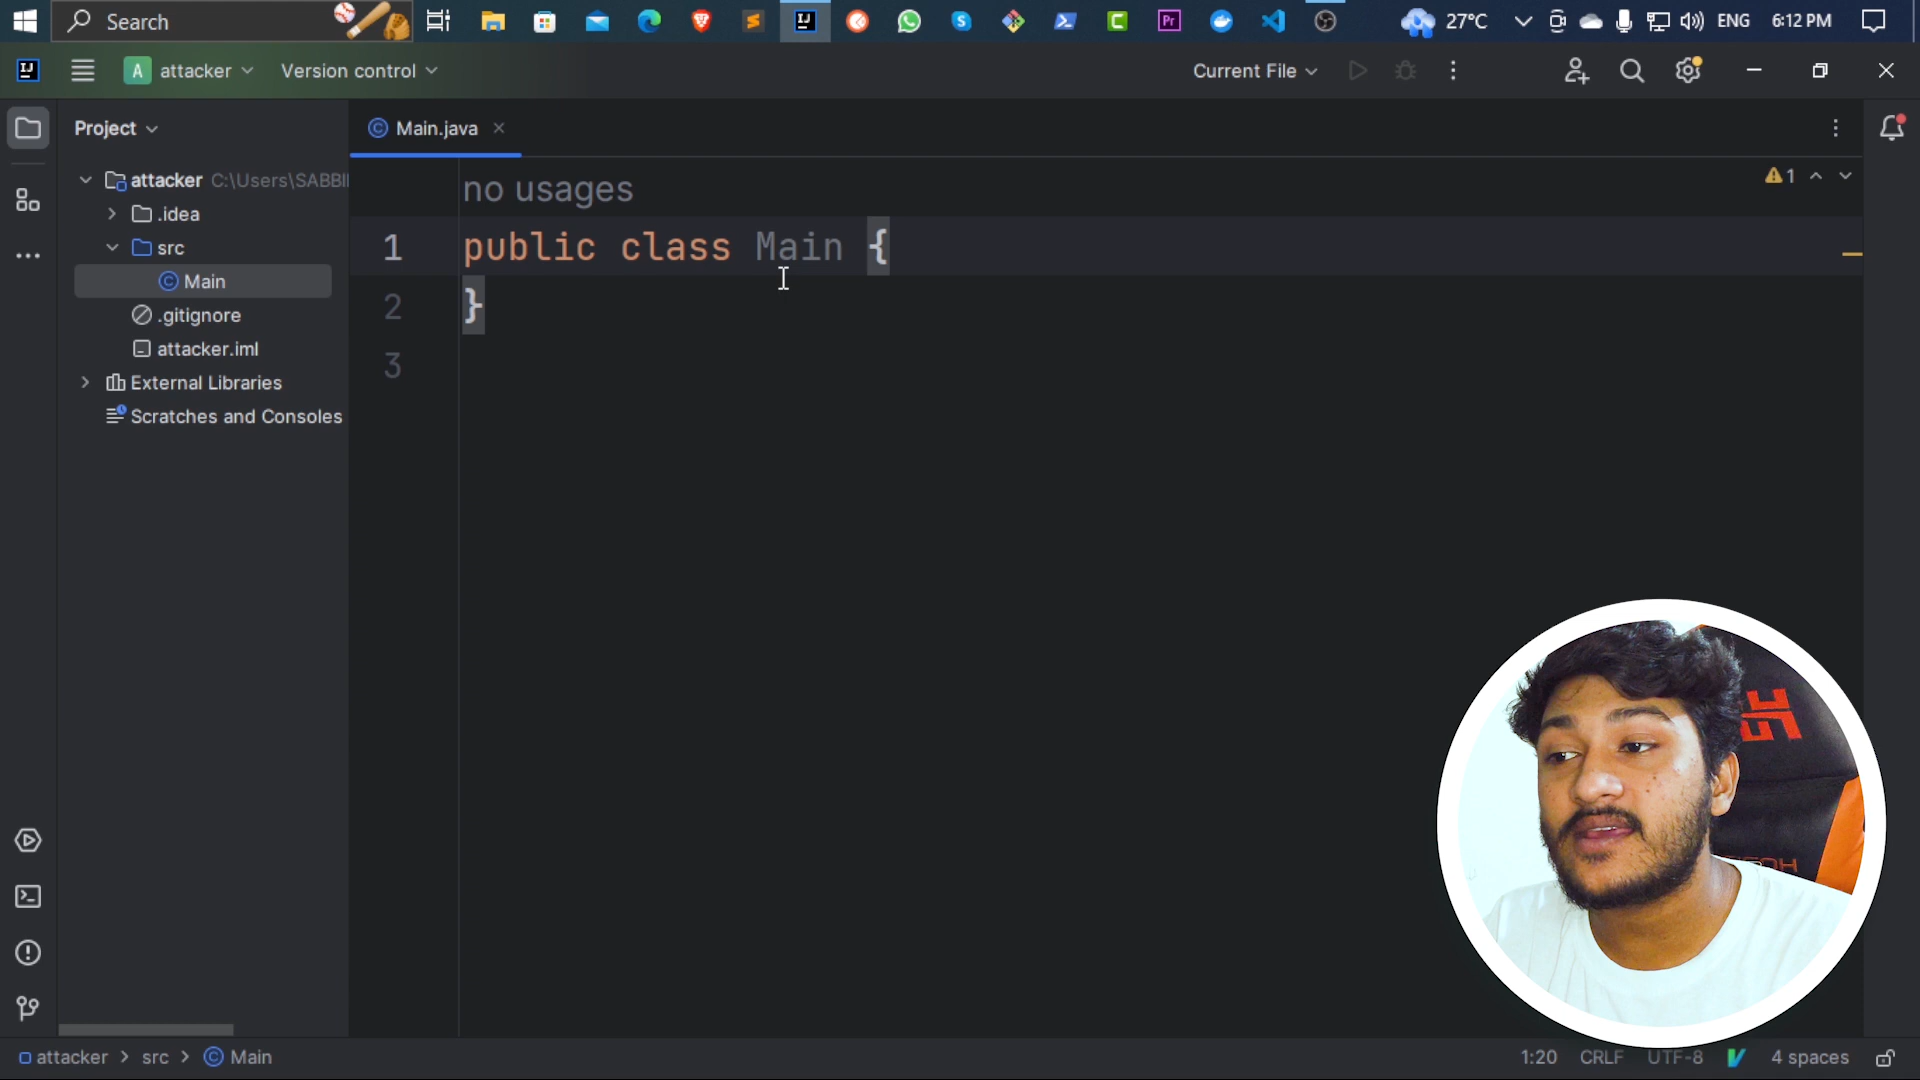 Search
27°C
ENG
6:12 PM
A attacker
Version control
Current File
Project
Main.java
attacker C:\Users\SABBI
.idea
src
Main
.gitignore
attacker.iml
External Libraries
Scratches and Consoles
no usages
1
1 public class Main {
2 }
3
attacker > src > Main
1:20
CRLF
UTF-8
4 spaces